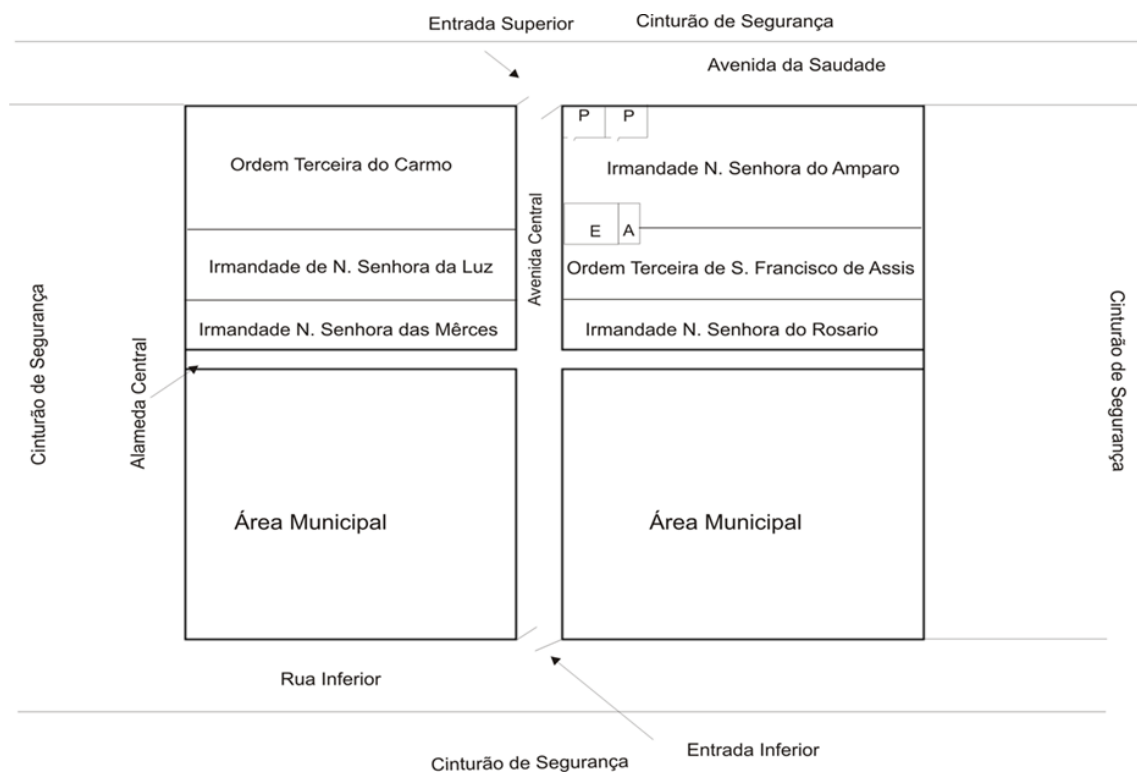 Entrada Superior
Cinturão de Segurança
Avenida da Saudade
P
P
Ordem Terceira do Carmo
Irmandade N. Senhora do Amparo
Avenida Central
E
A
Irmandade de N. Senhora da Luz
Ordem Terceira de S. Francisco de Assis
Irmandade N. Senhora das Mêrces
Irmandade N. Senhora do Rosario
Cinturão de Segurança
Alameda Central
Cinturão de Segurança
Área Municipal
Área Municipal
Rua Inferior
Entrada Inferior
Cinturão de Segurança